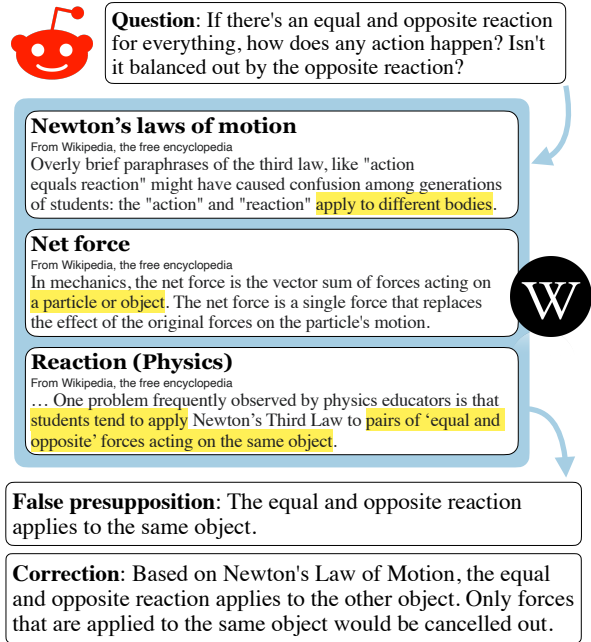 Question: If there's an equal and opposite reaction
for everything, how does any action happen? Isn't
it balanced out by the opposite reaction?
Newton's laws of motion
From Wikipedia, the free encyclopedia
Overly brief paraphrases of the third law, like "action
equals reaction" might have caused confusion among generations
of students: the "action" and "reaction" apply to different bodies.
Net force
From Wikipedia, the free encyclopedia
In mechanics, the net force is the vector sum of forces acting on
a particle or object. The net force is a single force that replaces
the effect of the original forces on the particle's motion.
W
Reaction (Physics)
From Wikipedia, the free encyclopedia
… One problem frequently observed by physics educators is that
students tend to apply Newton's Third Law to pairs of 'equal and
opposite' forces acting on the same object.
False presupposition: The equal and opposite reaction
applies to the same object.
Correction: Based on Newton's Law of Motion, the equal
and opposite reaction applies to the other object. Only forces
that are applied to the same object would be cancelled out.